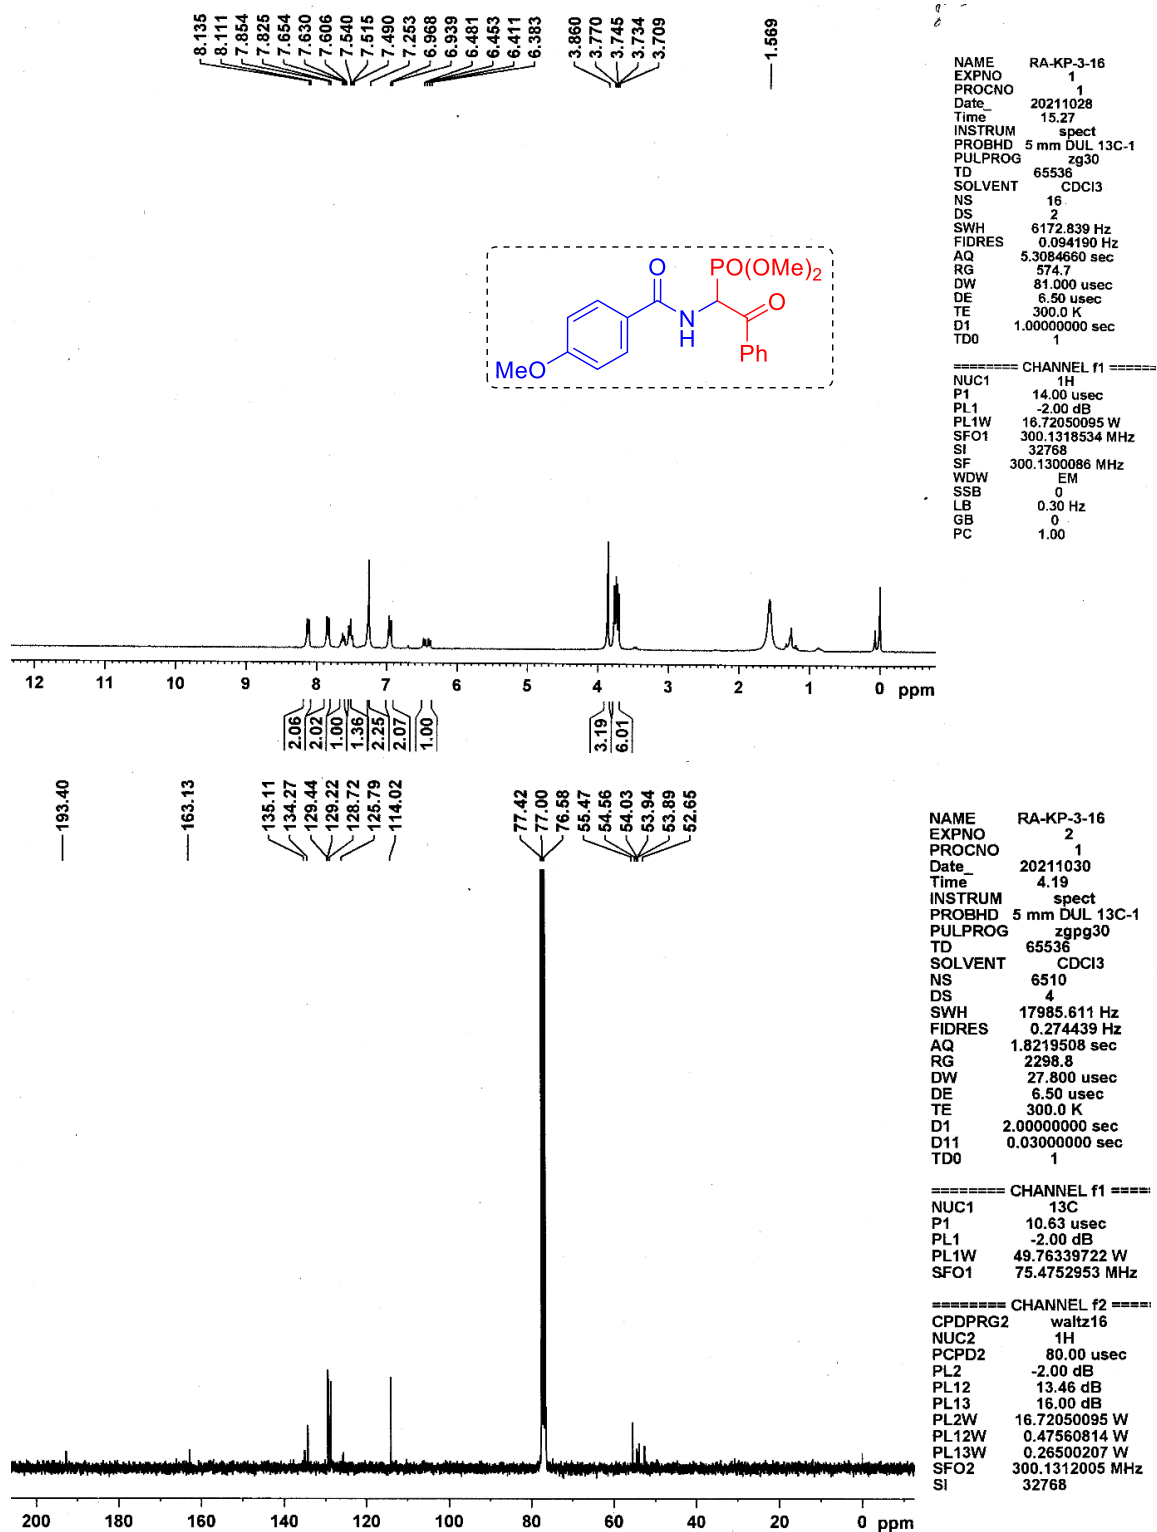 8.135
8.111
7.854
7.825
7.654
7.630
7.606
7.540
7.515
7.490
7.253
6.968
6.939
6.481
6.453
6.411
6.383
3.860
3.770
3.745
3.734
3.709
1.569
NAME RA-KP-3-16
EXPNO 1
PROCNO 1
Date_ 20211028
Time 15.27
INSTRUM spect
PROBHD 5 mm DUL 13C-1
PULPROG zg30
TD 65536
SOLVENT CDCl3
NS 16
DS 2
SWH 6172.839 Hz
FIDRES 0.094190 Hz
AQ 5.3084660 sec
RG 574.7
DW 81.000 usec
DE 6.50 usec
TE 300.0 K
D1 1.00000000 sec
TD0 1
======== CHANNEL f1 ======
NUC1 1H
P1 14.00 usec
PL1 -2.00 dB
PL1W 16.72050095 W
SFO1 300.1318534 MHz
SI 32768
SF 300.1300086 MHz
WDW EM
SSB 0
LB 0.30 Hz
GB 0
PC 1.00
O PO(OMe)2
O
N
H
Ph
MeO
12 11 10 9 8 7 6 5 4 3 2 1 0 ppm
2.06
2.02
1.00
1.36
2.25
2.07
1.00
3.19
6.01
193.40
163.13
135.11
134.27
129.44
129.22
128.72
125.79
114.02
77.42
77.00
76.58
55.47
54.56
54.03
53.94
53.89
52.65
NAME RA-KP-3-16
EXPNO 2
PROCNO 1
Date_ 20211030
Time 4.19
INSTRUM spect
PROBHD 5 mm DUL 13C-1
PULPROG zgpg30
TD 65536
SOLVENT CDCl3
NS 6510
DS 4
SWH 17985.611 Hz
FIDRES 0.274439 Hz
AQ 1.8219508 sec
RG 2298.8
DW 27.800 usec
DE 6.50 usec
TE 300.0 K
D1 2.00000000 sec
D11 0.03000000 sec
TD0 1
======== CHANNEL f1 =====
NUC1 13C
P1 10.63 usec
PL1 -2.00 dB
PL1W 49.76339722 W
SFO1 75.4752953 MHz
======== CHANNEL f2 =====
CPDPRG2 waltz16
NUC2 1H
PCPD2 80.00 usec
PL2 -2.00 dB
PL12 13.46 dB
PL13 16.00 dB
PL2W 16.72050095 W
PL12W 0.47560814 W
PL13W 0.26500207 W
SFO2 300.1312005 MHz
SI 32768
200 180 160 140 120 100 80 60 40 20 0 ppm